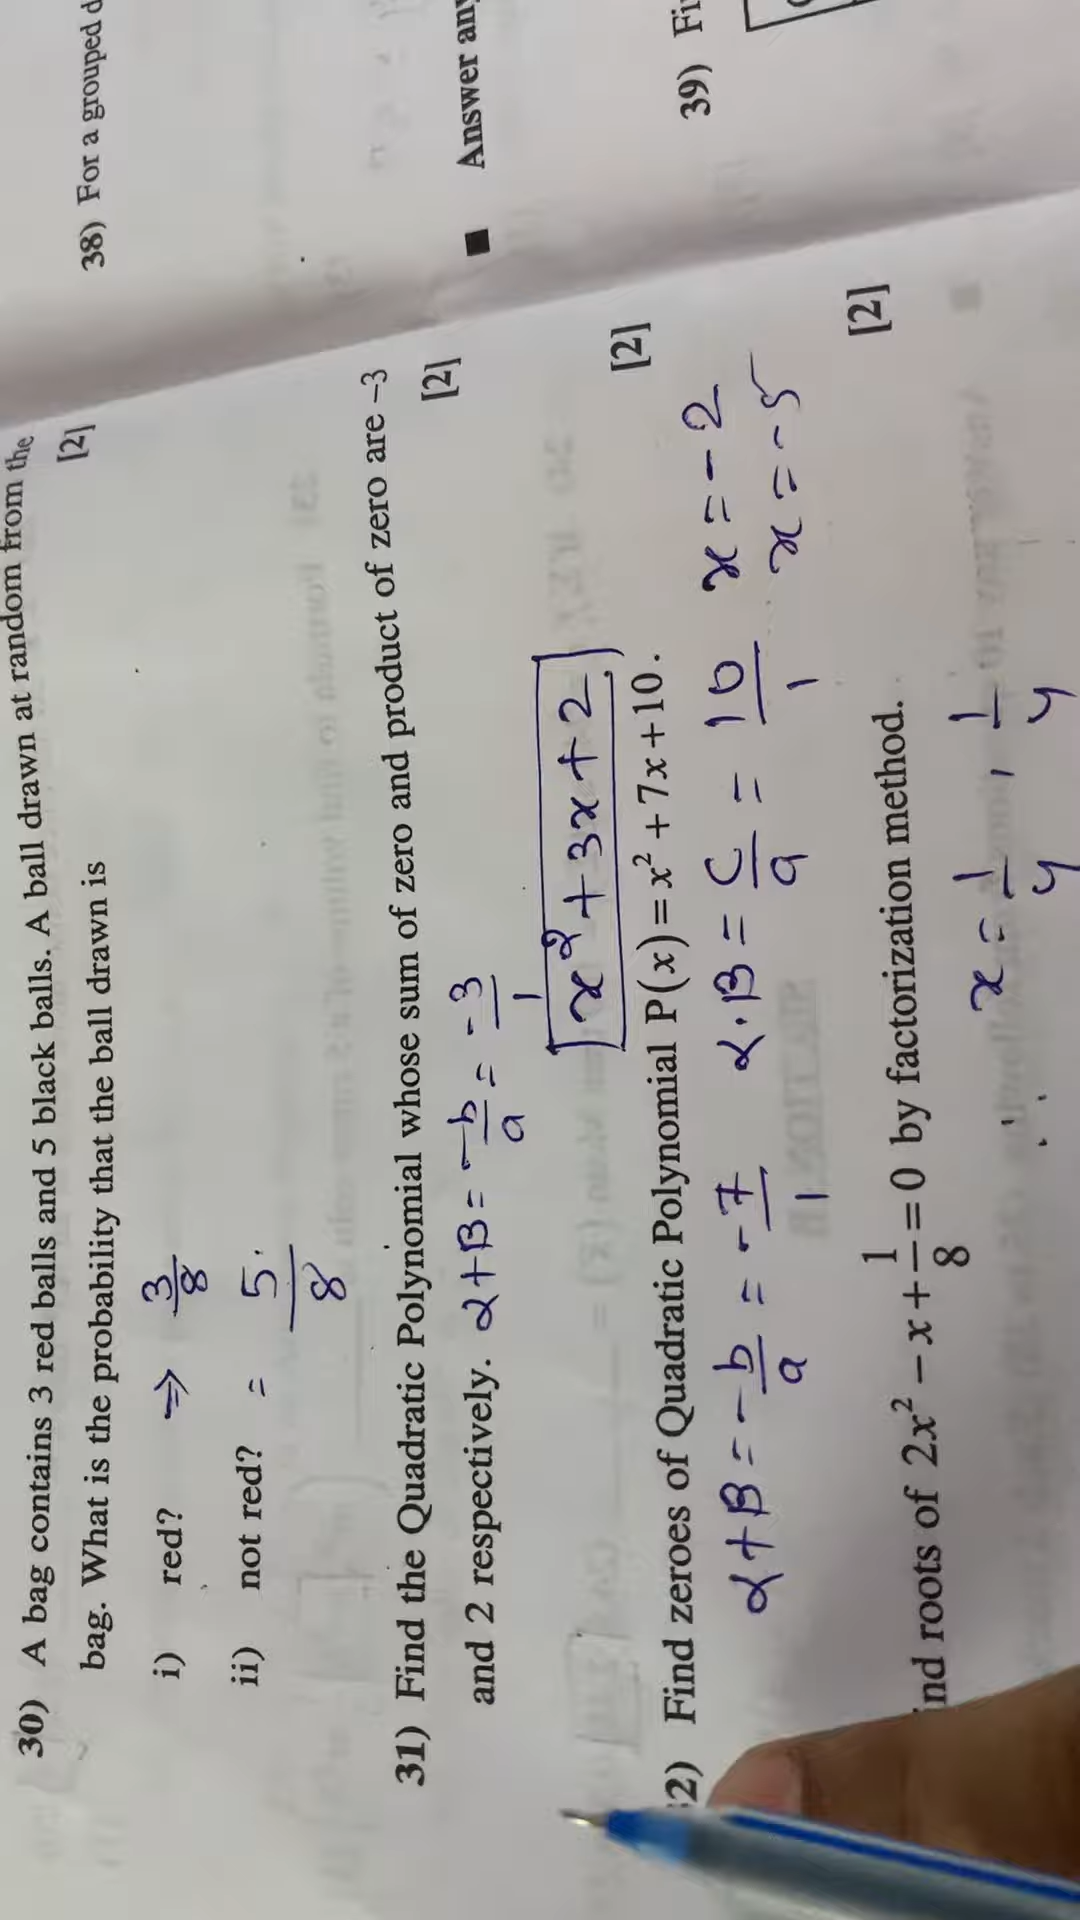 30) A bag contains 3 red balls and 5 black balls. A ball drawn at random from the
bag. What is the probability that the ball drawn is [2]
i) red? ⇒ 3/8
ii) not red? = 5/8
31) Find the Quadratic Polynomial whose sum of zero and product of zero are −3
and 2 respectively. α+B = -b/a = -3/1 [2]
x² + 3x + 2
2) Find zeroes of Quadratic Polynomial P(x) = x² + 7x + 10. [2]
α+B = -b/a = -7/1 α.B = c/a = 10/1 x = -2
x = -5
ind roots of 2x² − x + 1/8 = 0 by factorization method. [2]
x = 1/4, 1/4
38) For a grouped d
■ Answer any
39) Fi